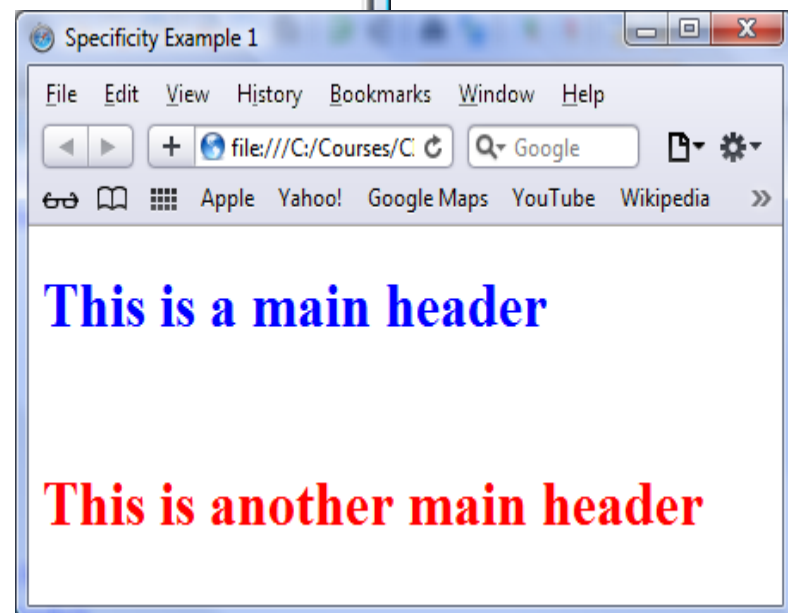 Specificity Example 1
File Edit View History Bookmarks Window Help
file:///C:/Courses/C: Google
Apple Yahoo! Google Maps YouTube Wikipedia
This is a main header
This is another main header